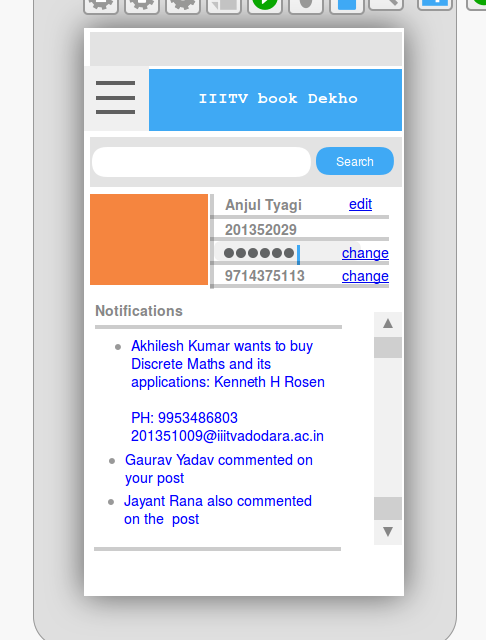 IIITV book Dekho
Search
Anjul Tyagi edit
201352029
●●●●●● change
9714375113 change
Notifications
Akhilesh Kumar wants to buy
Discrete Maths and its
applications: Kenneth H Rosen
PH: 9953486803
201351009@iiitvadodara.ac.in
Gaurav Yadav commented on
your post
Jayant Rana also commented
on the post